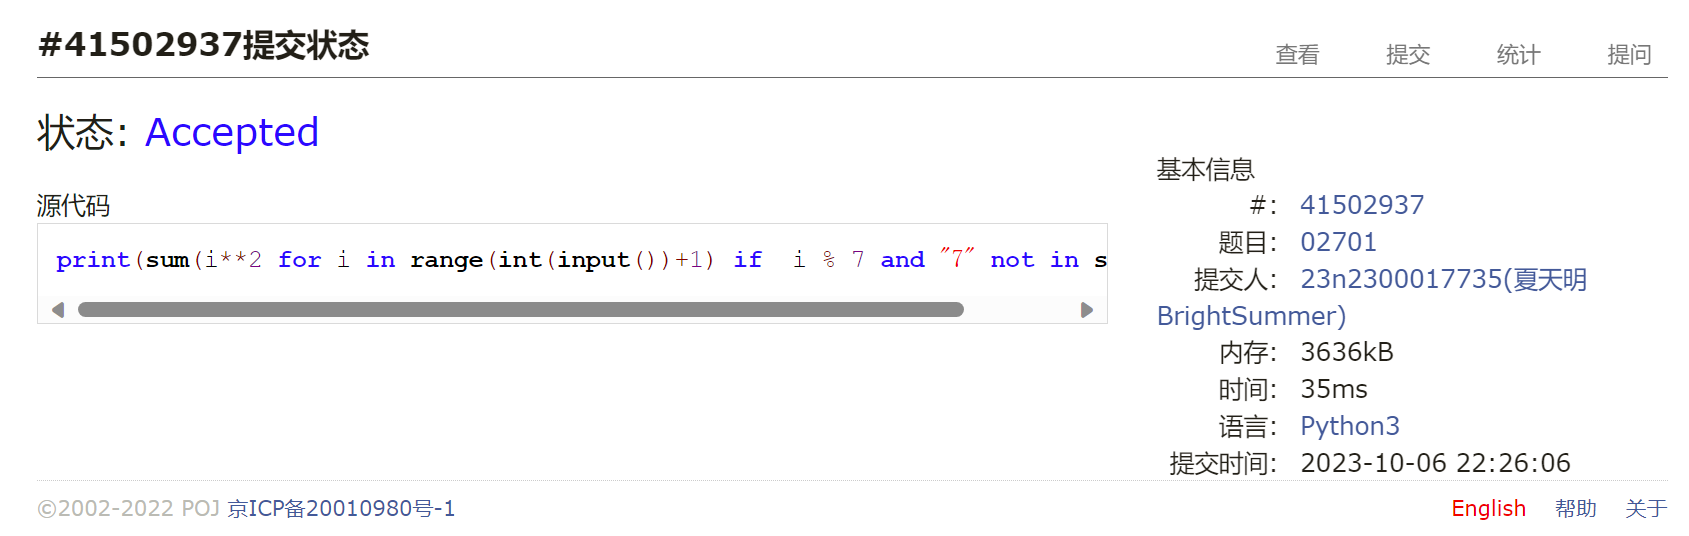 #41502937提交状态
查看 提交 统计 提问
状态: Accepted
源代码
print(sum(i**2 for i in range(int(input())+1) if  i % 7 and "7" not in s
基本信息
#: 41502937
题目: 02701
提交人: 23n2300017735(夏天明
BrightSummer)
内存: 3636kB
时间: 35ms
语言: Python3
提交时间: 2023-10-06 22:26:06
©2002-2022 POJ 京ICP备20010980号-1
English 帮助 关于